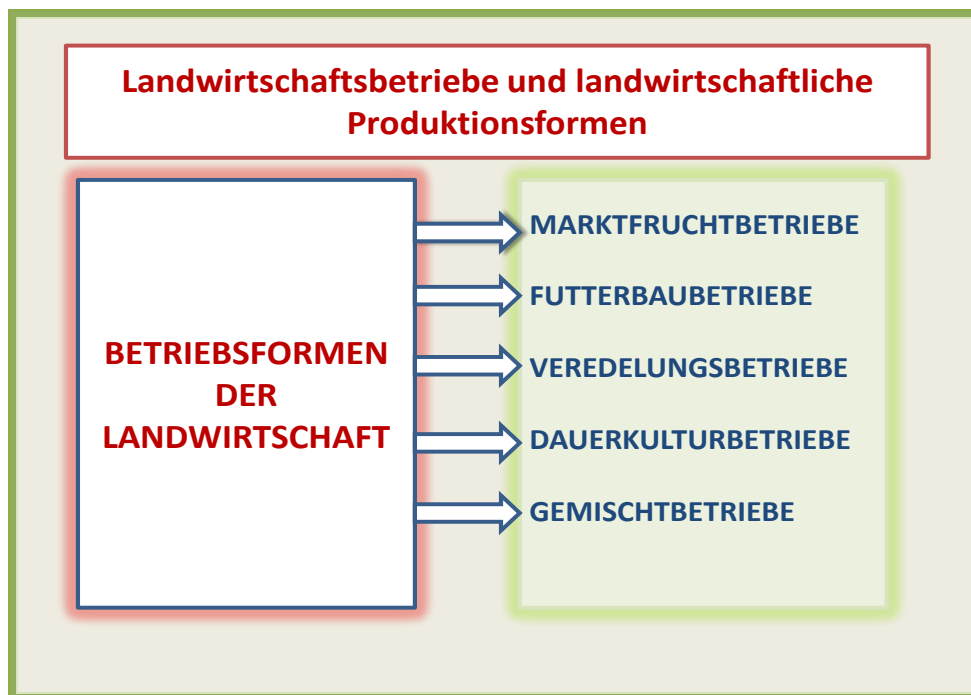 Landwirtschaftsbetriebe und landwirtschaftliche
Produktionsformen
BETRIEBSFORMEN
DER
LANDWIRTSCHAFT
MARKTFRUCHTBETRIEBE
FUTTERBAUBETRIEBE
VEREDELUNGSBETRIEBE
DAUERKULTURBETRIEBE
GEMISCHTBETRIEBE